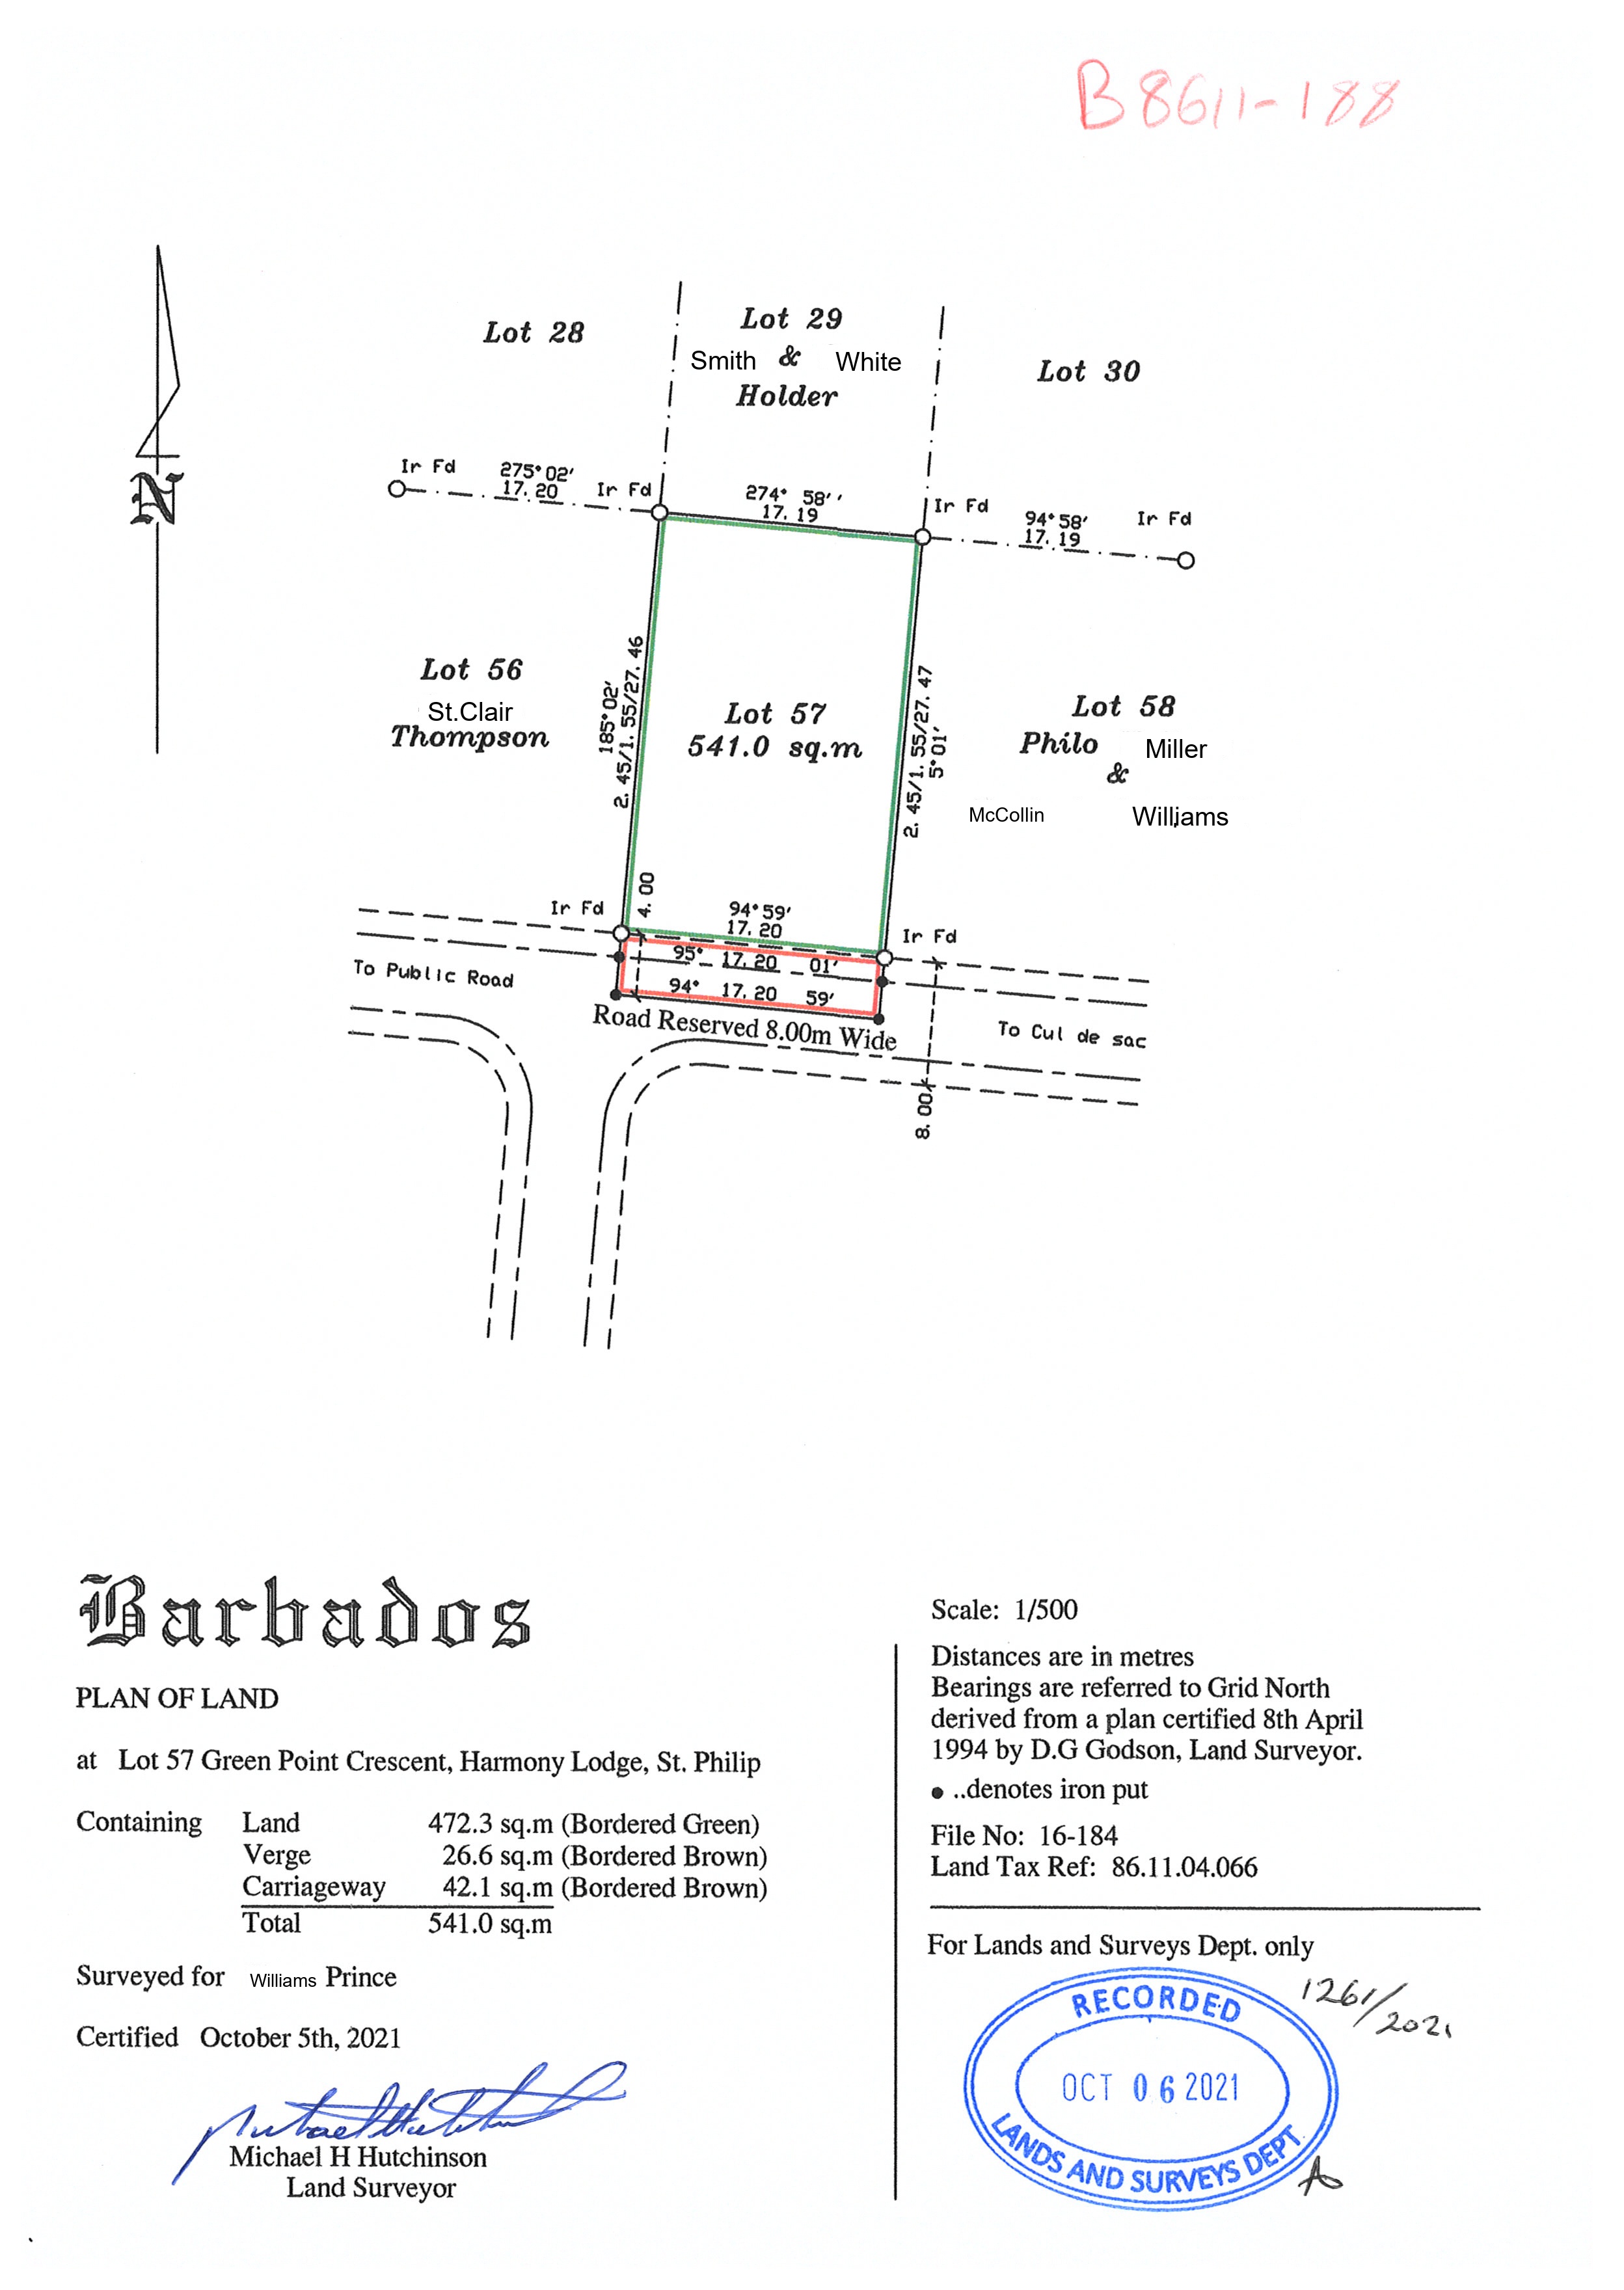 B8611-188
Lot 28
Lot 29
Smith & White
Holder
Lot 30
N
Ir Fd
275° 02'
17.20
Ir Fd
274° 58''
17.19
Ir Fd
94° 58'
17.19
Ir Fd
Lot 56
St.Clair
Thompson
185° 02'
2.45/1.55/27.46
Lot 57
541.0 sq.m
2.45/1.55/27.47
5° 01'
Lot 58
Philo Miller
&
McCollin Williams
Ir Fd
4.00
94° 59'
17.20
Ir Fd
95° 17.20 01'
To Public Road
94° 17.20 59'
Road Reserved 8.00m Wide
To Cul de sac
8.00
Barbados
PLAN OF LAND
at Lot 57 Green Point Crescent, Harmony Lodge, St. Philip
Containing Land 472.3 sq.m (Bordered Green)
Verge 26.6 sq.m (Bordered Brown)
Carriageway 42.1 sq.m (Bordered Brown)
Total 541.0 sq.m
Surveyed for Williams Prince
Certified October 5th, 2021
Michael H Hutchinson
Land Surveyor
Scale: 1/500
Distances are in metres
Bearings are referred to Grid North
derived from a plan certified 8th April
1994 by D.G Godson, Land Surveyor.
● ..denotes iron put
File No: 16-184
Land Tax Ref: 86.11.04.066
For Lands and Surveys Dept. only
1261/2021
RECORDED
OCT 06 2021
LANDS AND SURVEYS DEPT.